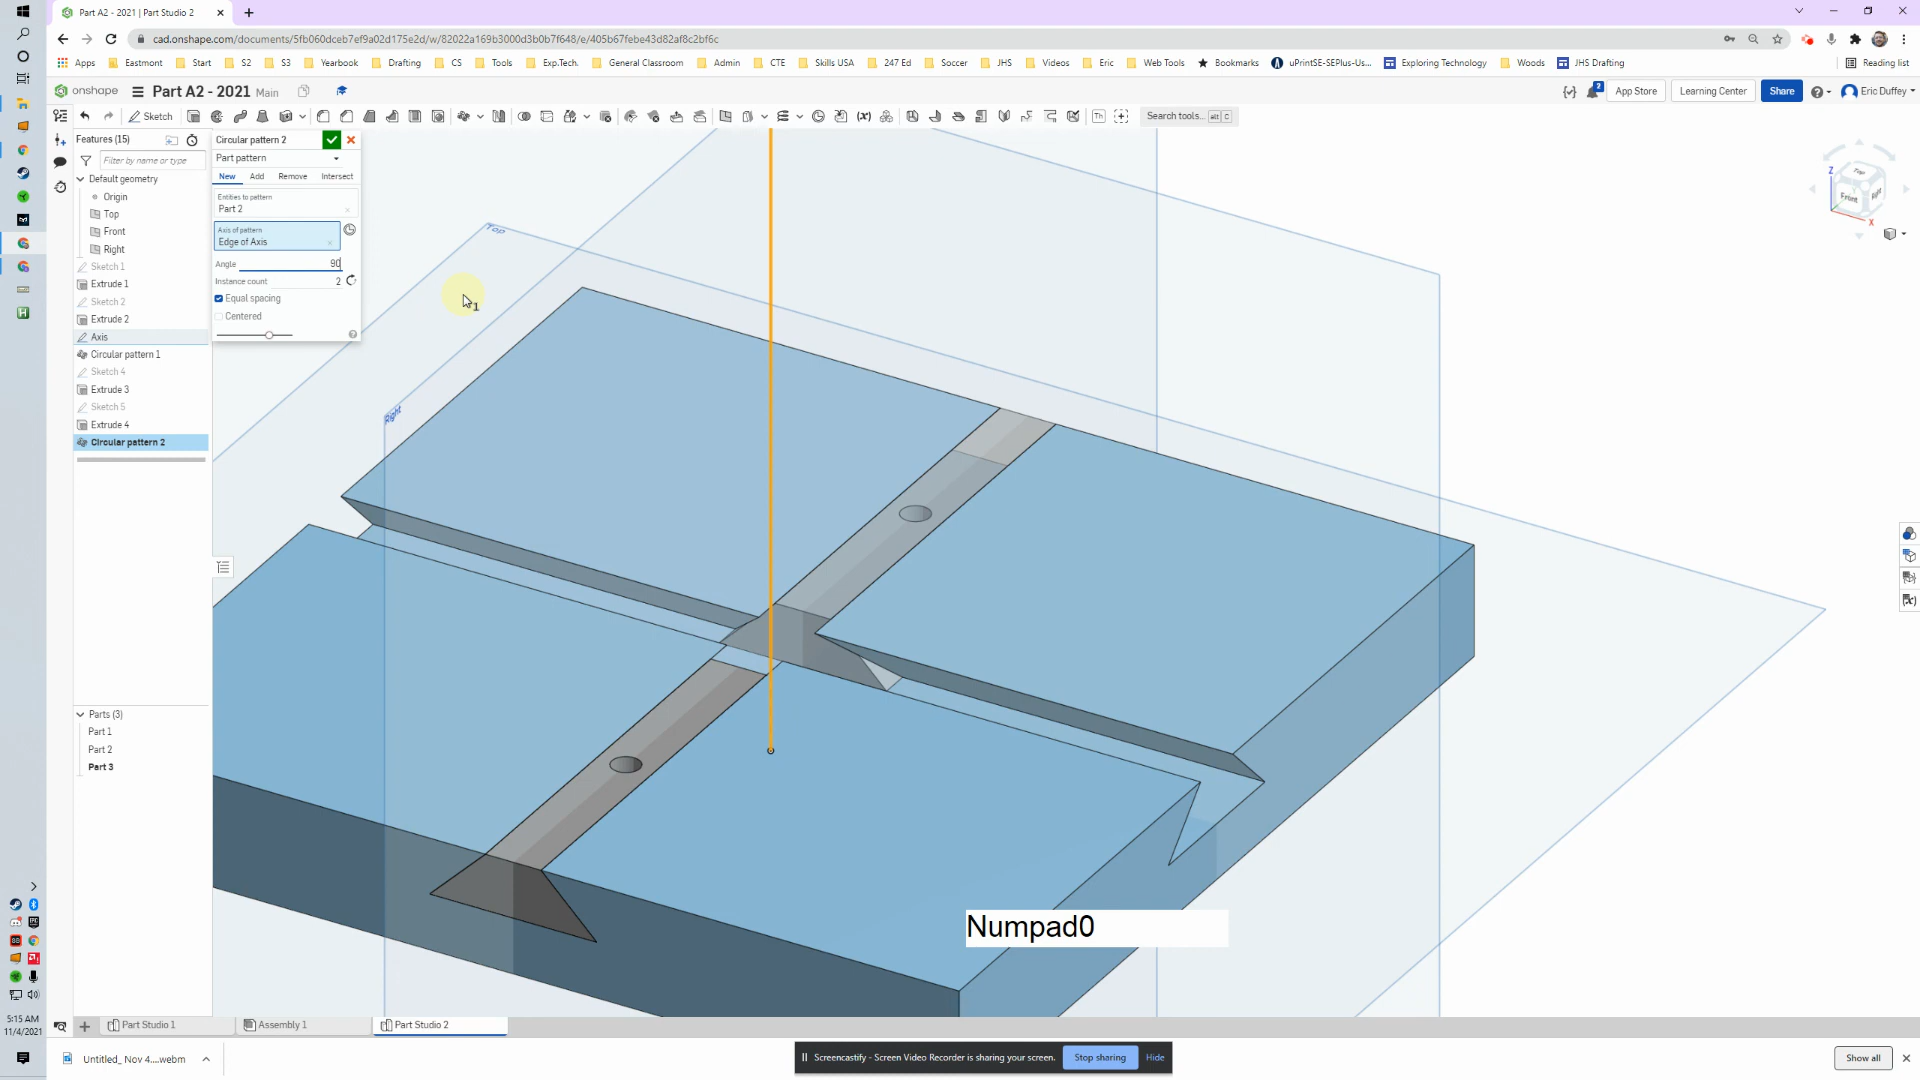 Part A2 - 2021 | Part Studio 2
cad.onshape.com/documents/5fb060dceb7ef9a02d175e2d/w/82022a169b3000d3b0b7f648/e/405b67febe43d82af8c2bf6c
Apps Eastmont Start S2 S3 Yearbook Drafting CS Tools Exp.Tech. General Classroom Admin CTE Skills USA 247 Ed Soccer JHS Videos Eric Web Tools Bookmarks uPrintSE-SEPlus-Us... Exploring Technology Woods JHS Drafting Reading list
onshape Part A2 - 2021 Main 2 App Store Learning Center Share Eric Duffey
Sketch Search tools... alt C
Features (15)
Filter by name or type
Default geometry
Origin
Top
Front
Right
Sketch 1
Extrude 1
Sketch 2
Extrude 2
Axis
Circular pattern 1
Sketch 4
Extrude 3
Sketch 5
Extrude 4
Circular pattern 2
Parts (3)
Part 1
Part 2
Part 3
Circular pattern 2
Part pattern
New Add Remove Intersect
Entities to pattern
Part 2
Axis of pattern
Edge of Axis
Angle 90
Instance count 2
Equal spacing
Centered
Top
Right
Z
Top
Front
Right
X
1
Numpad0
5:15 AM
11/4/2021
Part Studio 1 Assembly 1 Part Studio 2
Untitled_ Nov 4....webm
Screencastify - Screen Video Recorder is sharing your screen. Stop sharing Hide
Show all